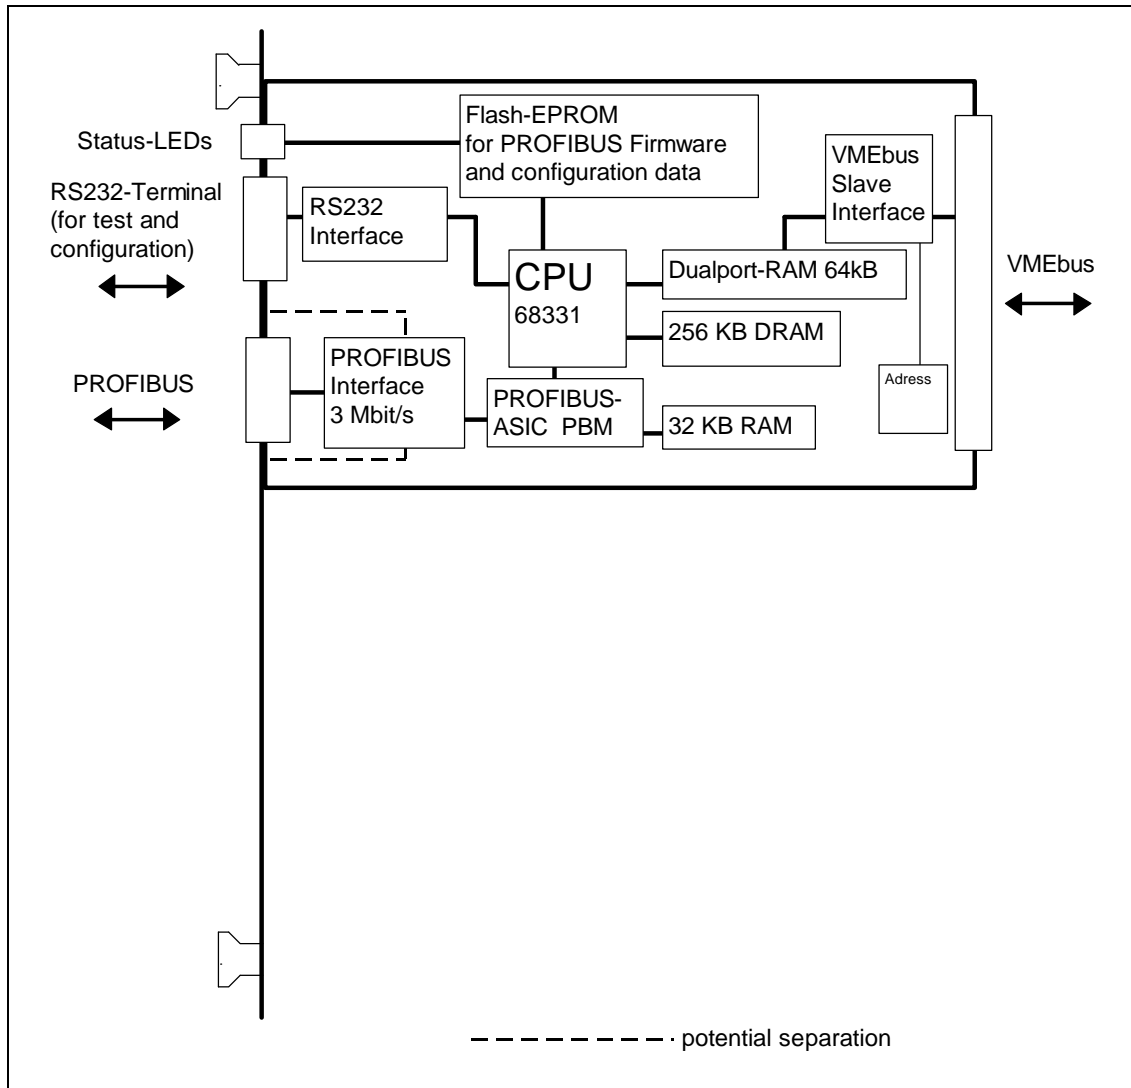 Status-LEDs
RS232-Terminal
(for test and
configuration)
PROFIBUS
Flash-EPROM
for PROFIBUS Firmware
and configuration data
RS232
Interface
CPU
68331
PROFIBUS
Interface
3 Mbit/s
PROFIBUS-
ASIC PBM
VMEbus
Slave
Interface
Dualport-RAM 64kB
256 KB DRAM
32 KB RAM
Adress
VMEbus
potential separation